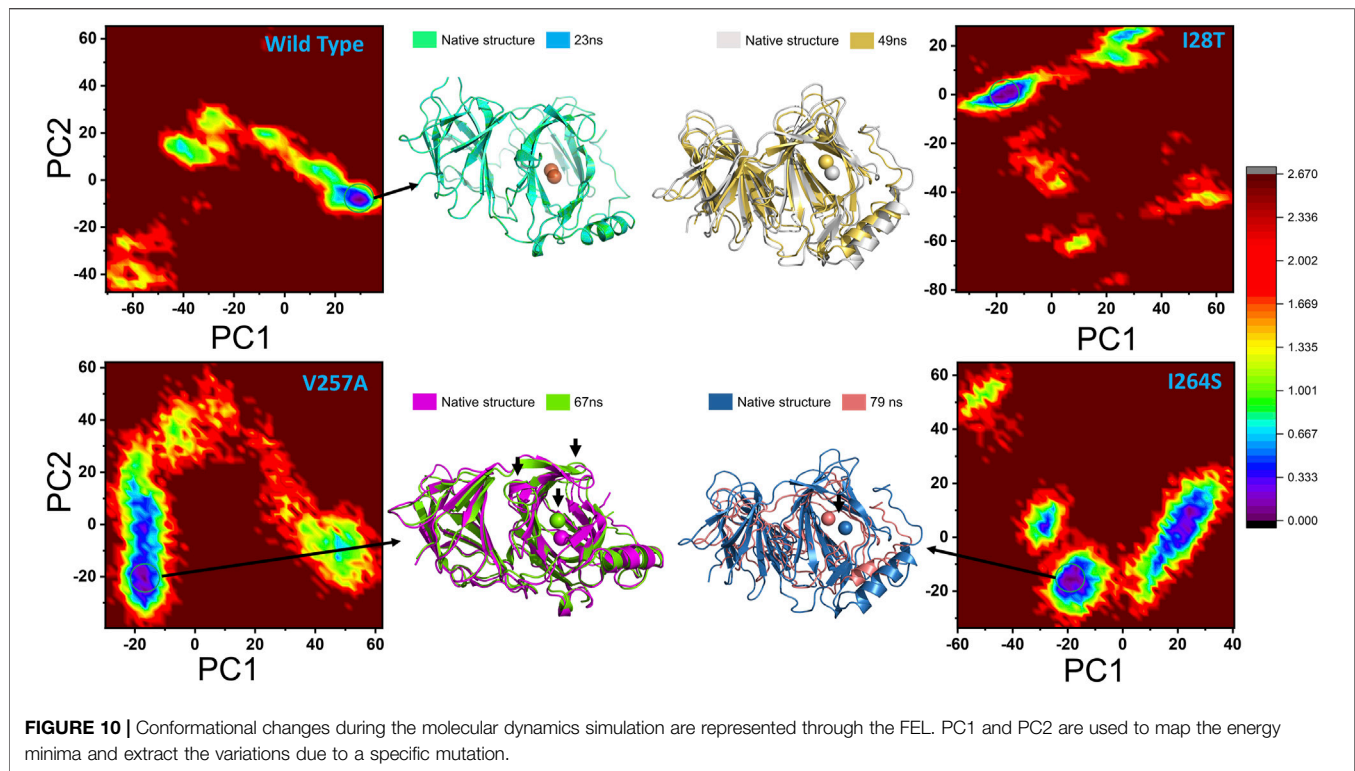 Wild Type
60
40
20
0
-20
-40
PC2
-60
-40
-20
0
20
PC1
Native structure
23ns
Native structure
49ns
I28T
20
0
-20
-40
-60
-80
-20
0
20
40
60
PC1
2.670
2.336
2.002
1.669
1.335
1.001
0.667
0.333
0.000
V257A
60
40
20
0
-20
PC2
-20
0
20
40
60
PC1
Native structure
67ns
Native structure
79 ns
I264S
60
40
20
0
-20
-60
-40
-20
0
20
40
PC1
FIGURE 10 | Conformational changes during the molecular dynamics simulation are represented through the FEL. PC1 and PC2 are used to map the energy
minima and extract the variations due to a specific mutation.